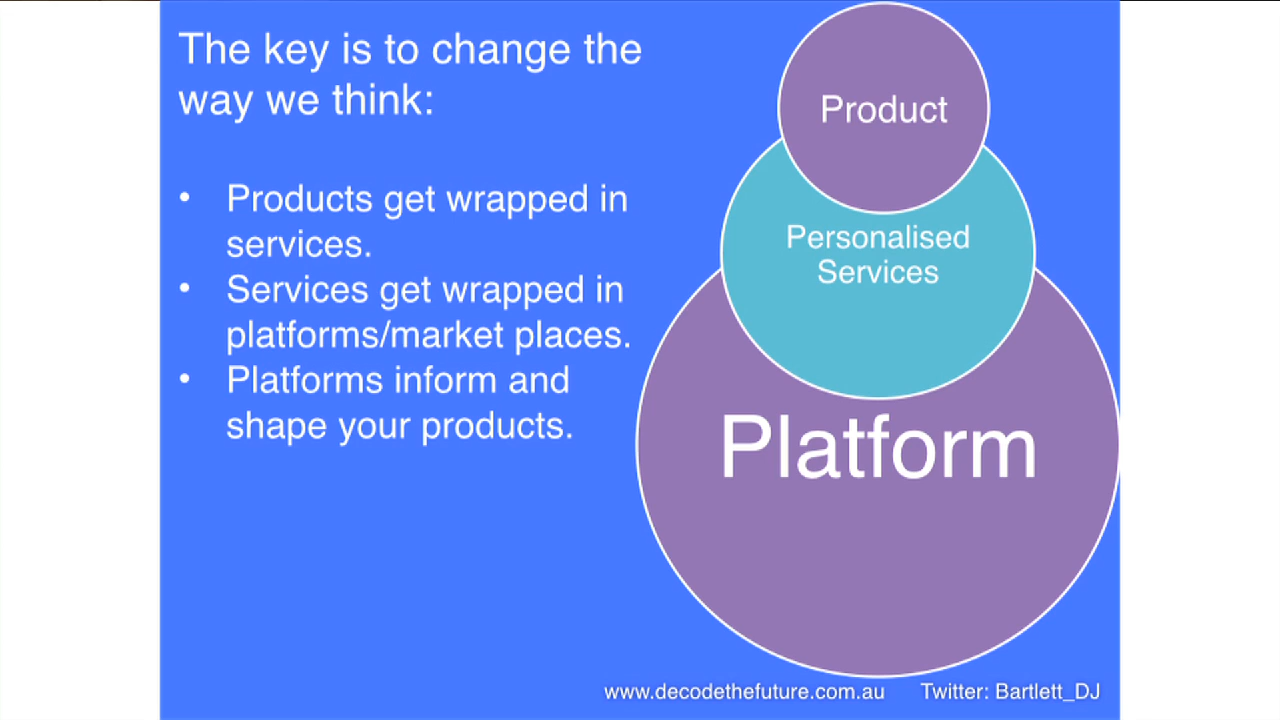 The key is to change the
way we think:
• Products get wrapped in
services.
• Services get wrapped in
platforms/market places.
• Platforms inform and
shape your products.
Product
Personalised
Services
Platform
www.decodethefuture.com.au
Twitter: Bartlett_DJ